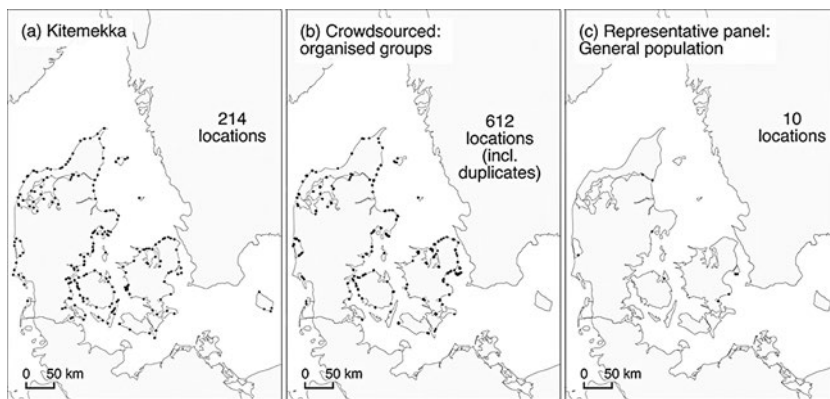 (a) Kitemekka
214
locations
0 50 km
(b) Crowdsourced:
organised groups
612
locations
(incl.
duplicates)
0 50 km
(c) Representative panel:
General population
10
locations
0 50 km